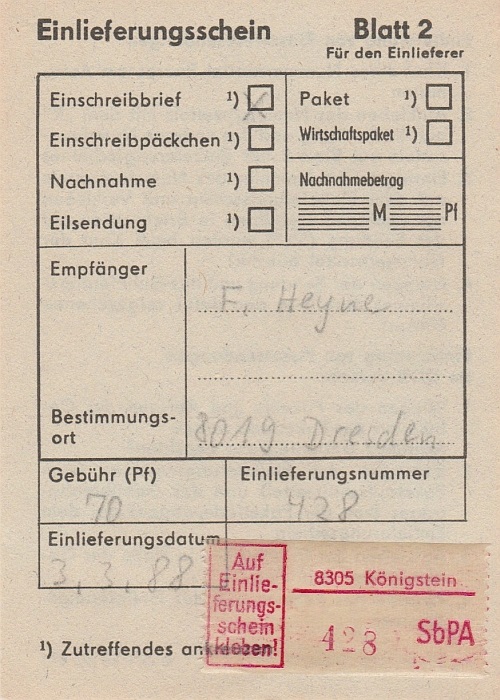 Einlieferungsschein Blatt 2
Für den Einlieferer
Einschreibbrief ¹)
Einschreibpäckchen ¹)
Nachnahme ¹)
Eilsendung ¹)
Paket ¹)
Wirtschaftspaket ¹)
Nachnahmebetrag
M Pf
Empfänger
F. Heyne
Bestimmungs-
ort
8019 Dresden
Gebühr (Pf)
70
Einlieferungsnummer
428
Einlieferungsdatum
3.3.88
¹) Zutreffendes ankreuzen!
Auf
Einlie-
ferungs-
schein
kleben!
8305 Königstein
428 SbPA